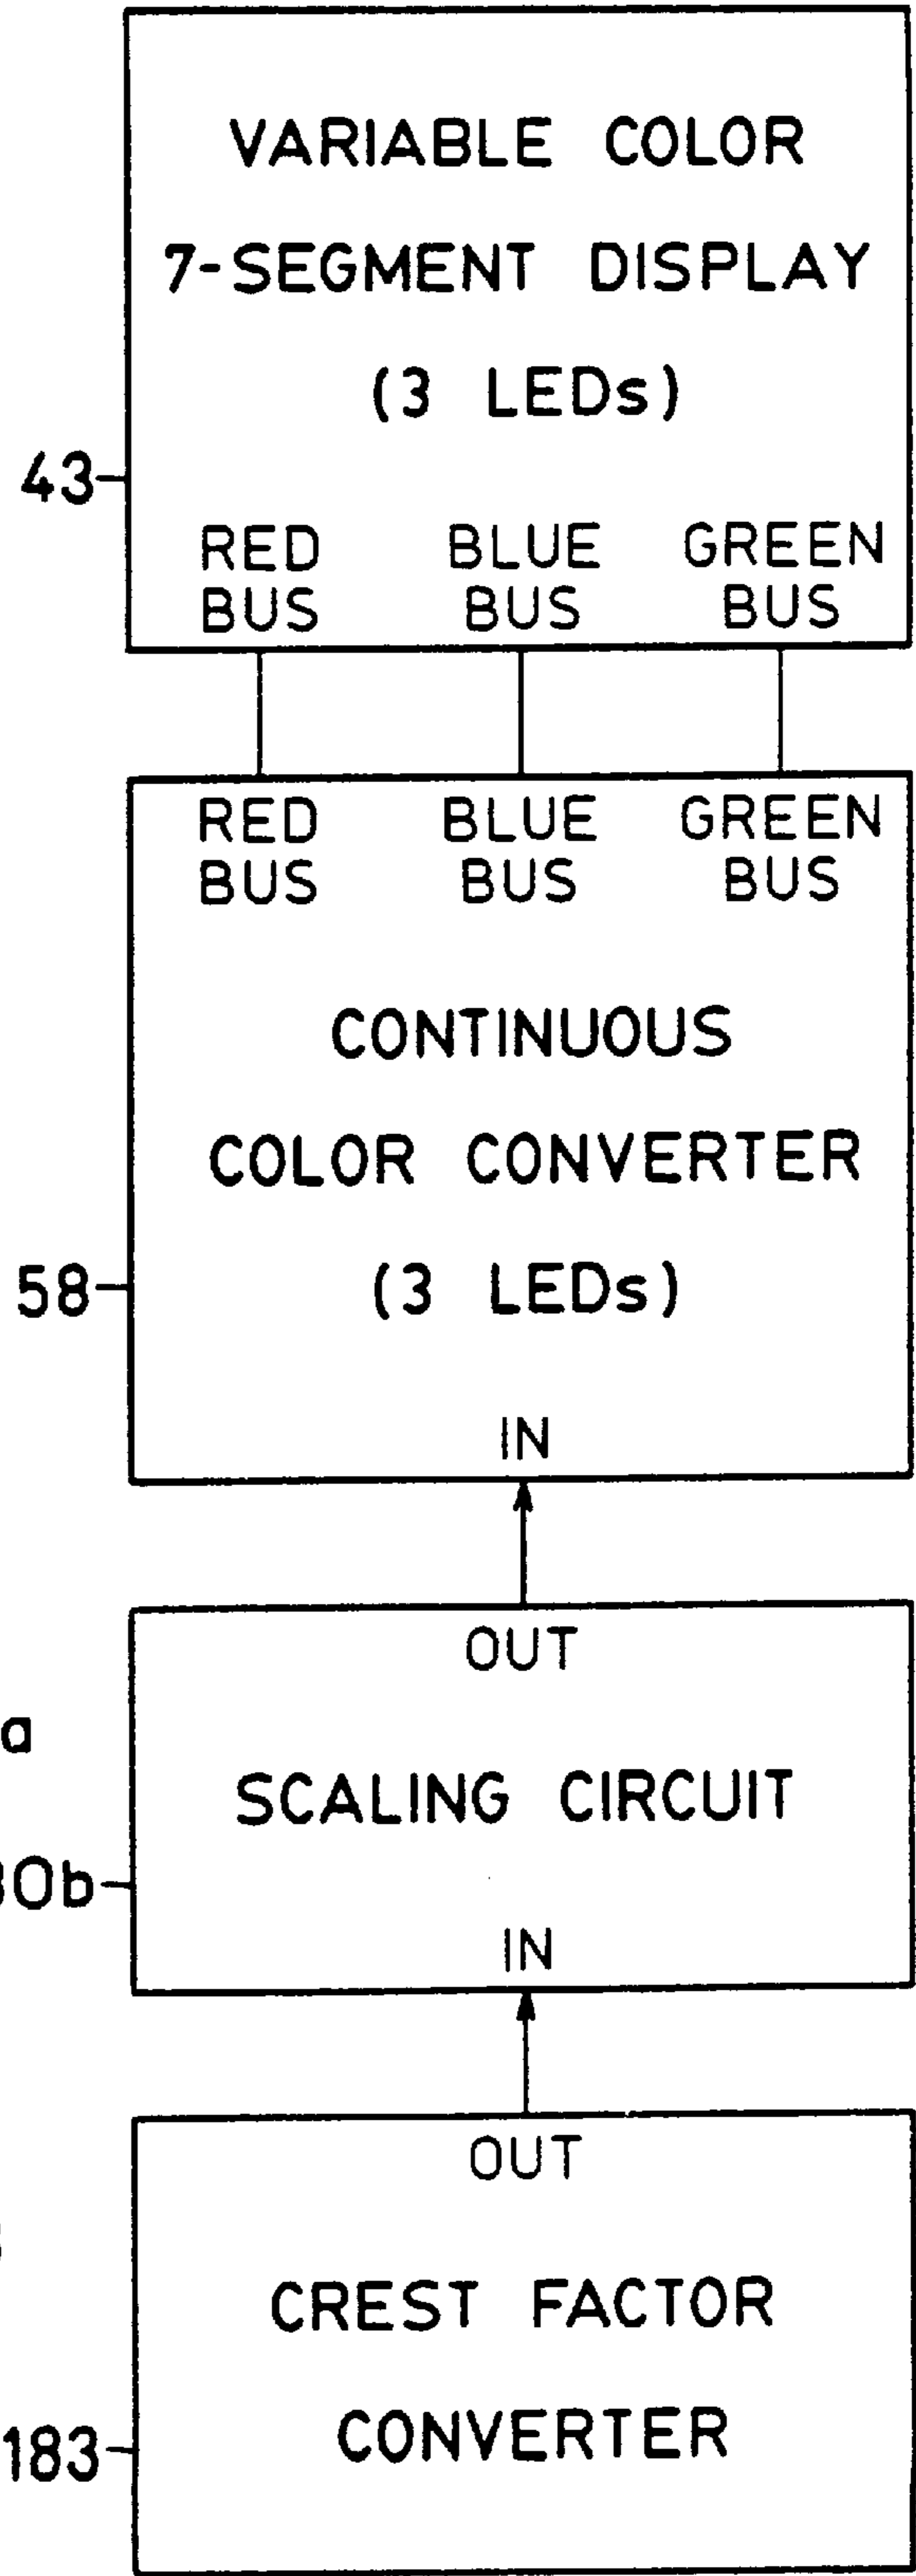 VARIABLE COLOR
7-SEGMENT DISPLAY
(3 LEDs)
43
RED BLUE GREEN
BUS BUS BUS
RED BLUE GREEN
BUS BUS BUS
CONTINUOUS
COLOR CONVERTER
58 (3 LEDs)
IN
OUT
a
SCALING CIRCUIT
IN
OUT
CREST FACTOR
183 CONVERTER